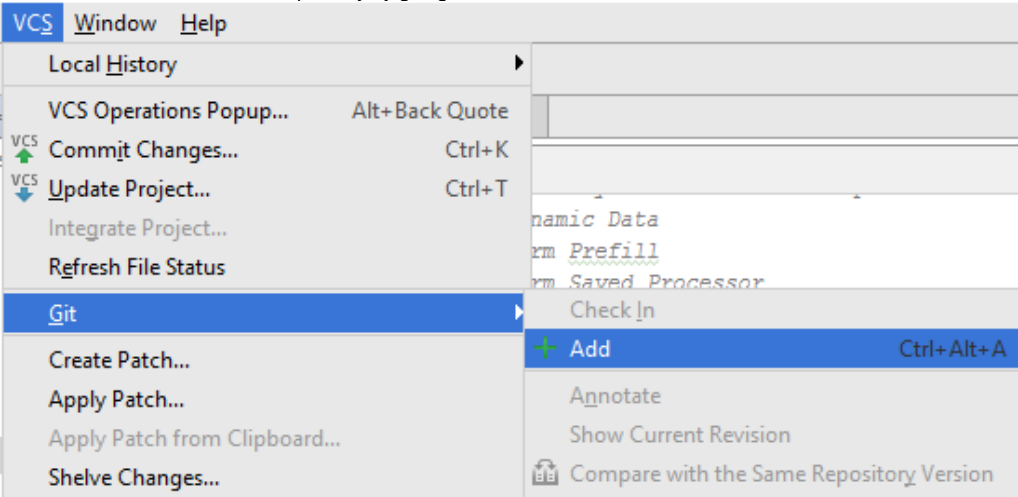 VCS Window Help
Local History
VCS Operations Popup... Alt+Back Quote
VCS Commit Changes... Ctrl+K
VCS Update Project... Ctrl+T
Integrate Project...
namic Data
Refresh File Status
rm Prefill
rm Saved Processor
Git
Check In
Add Ctrl+Alt+A
Create Patch...
Apply Patch...
Annotate
Apply Patch from Clipboard...
Show Current Revision
Shelve Changes...
Compare with the Same Repository Version